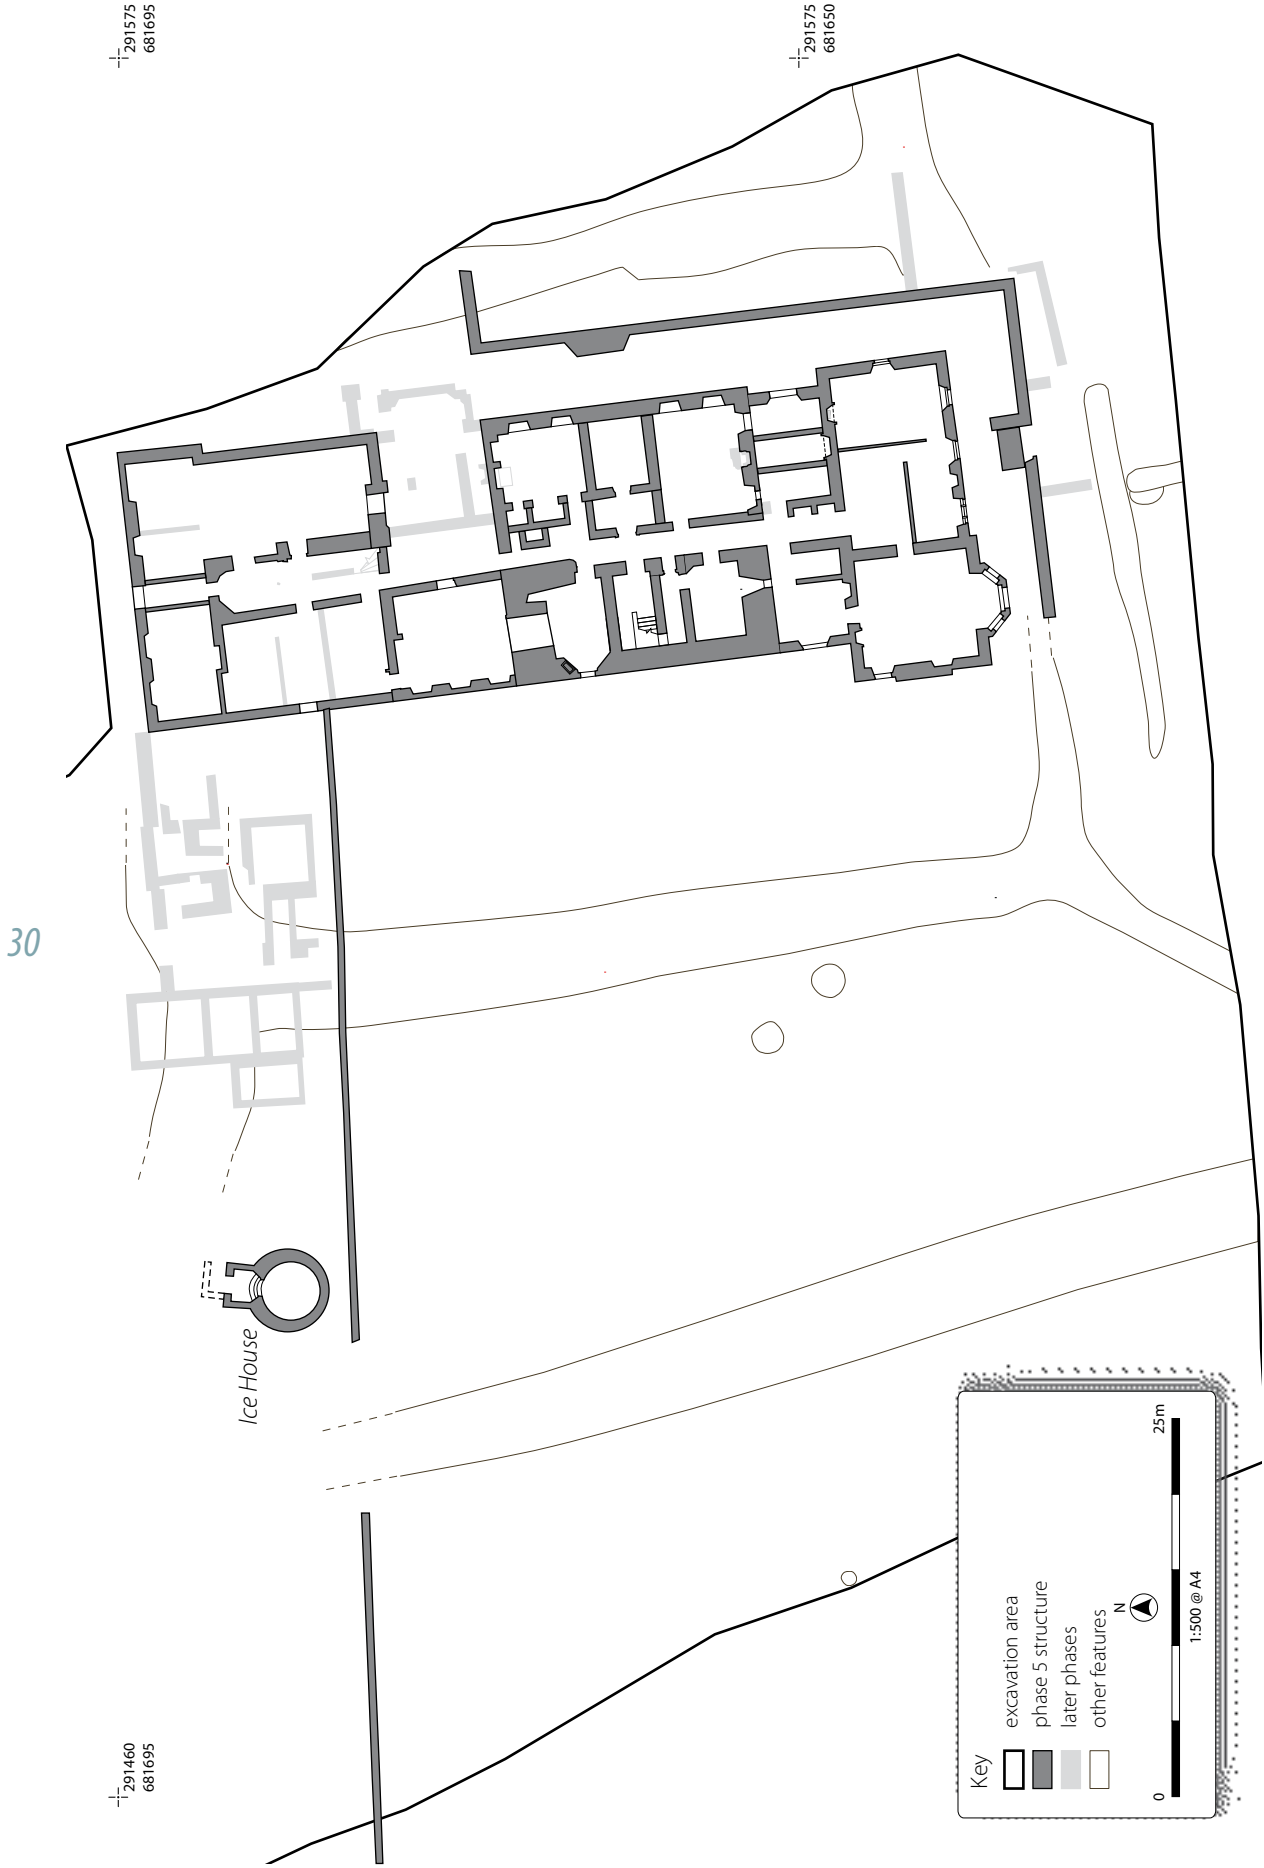 291575
681695
291575
681650
30
Ice House
291460
681695
Key
excavation area
phase 5 structure
later phases
other features
N
0
25m
1:500 @ A4